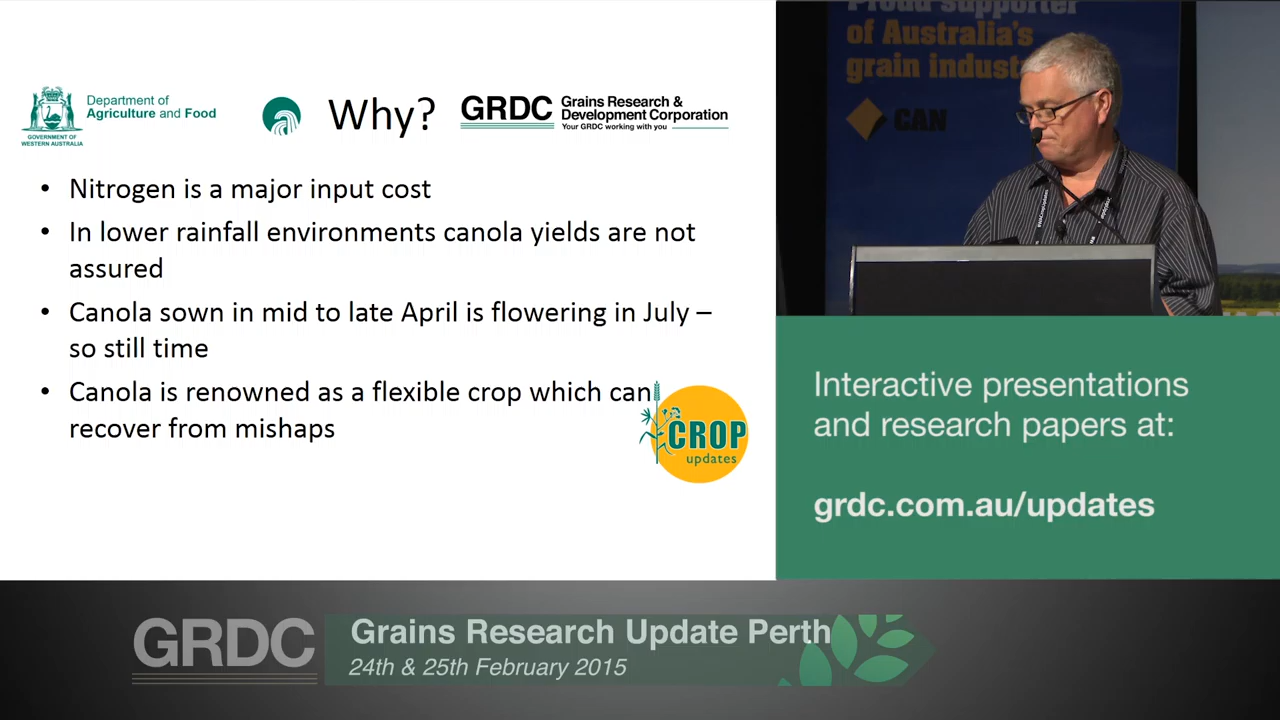 Department of
Agriculture and Food
GOVERNMENT OF
WESTERN AUSTRALIA
Why?
GRDC
Grains Research &
Development Corporation
Your GRDC working with you
• Nitrogen is a major input cost
• In lower rainfall environments canola yields are not
assured
• Canola sown in mid to late April is flowering in July –
so still time
• Canola is renowned as a flexible crop which can
recover from mishaps
CROP
updates
Proud supporter
of Australia's
grain indust
CAN
Interactive presentations
and research papers at:
grdc.com.au/updates
GRDC
Grains Research Update Perth
24th & 25th February 2015